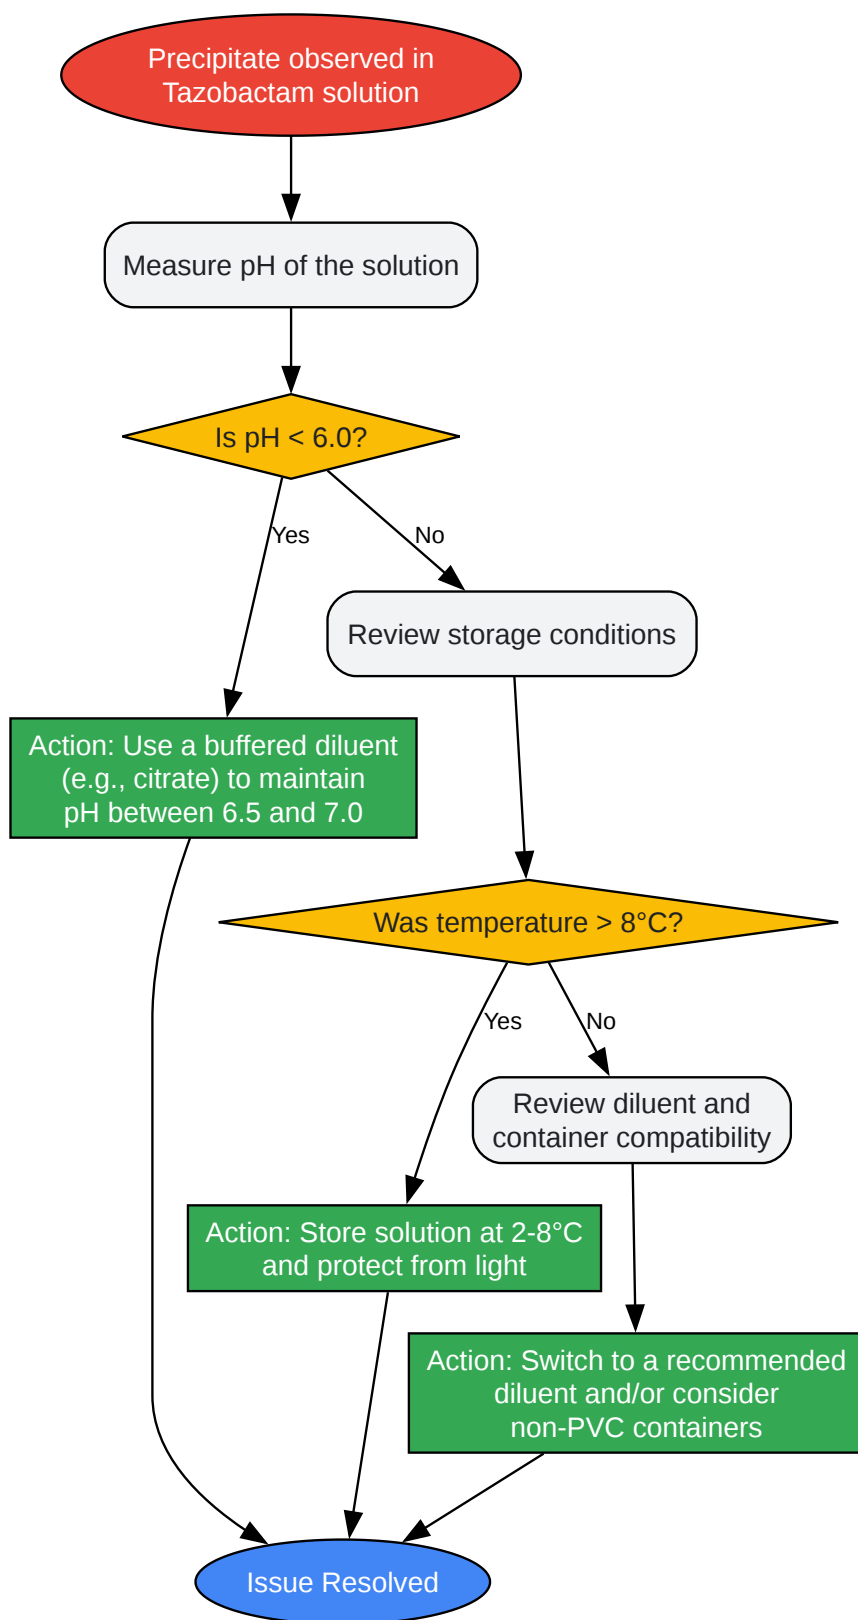 Precipitate observed in
Tazobactam solution
Measure pH of the solution
Is pH < 6.0?
Yes
No
Review storage conditions
Action: Use a buffered diluent
(e.g., citrate) to maintain
pH between 6.5 and 7.0
Was temperature > 8°C?
Yes
No
Review diluent and
container compatibility
Action: Store solution at 2-8°C
and protect from light
Action: Switch to a recommended
diluent and/or consider
non-PVC containers
Issue Resolved